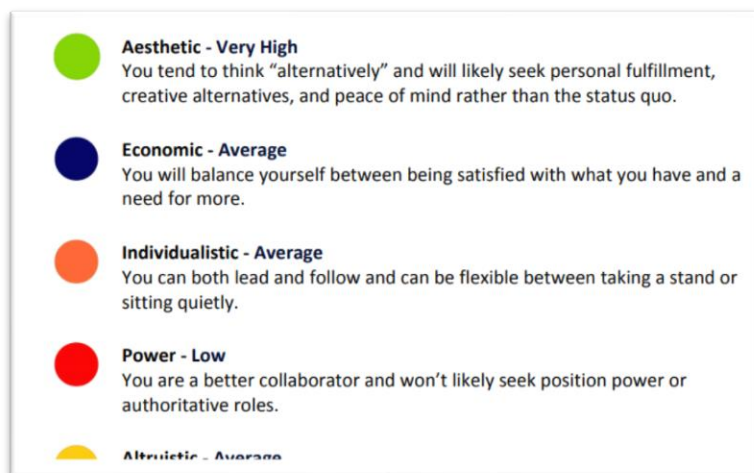 Aesthetic - Very High
You tend to think “alternatively” and will likely seek personal fulfillment,
creative alternatives, and peace of mind rather than the status quo.
Economic - Average
You will balance yourself between being satisfied with what you have and a
need for more.
Individualistic - Average
You can both lead and follow and can be flexible between taking a stand or
sitting quietly.
Power - Low
You are a better collaborator and won’t likely seek position power or
authoritative roles.
Altruistic - Average